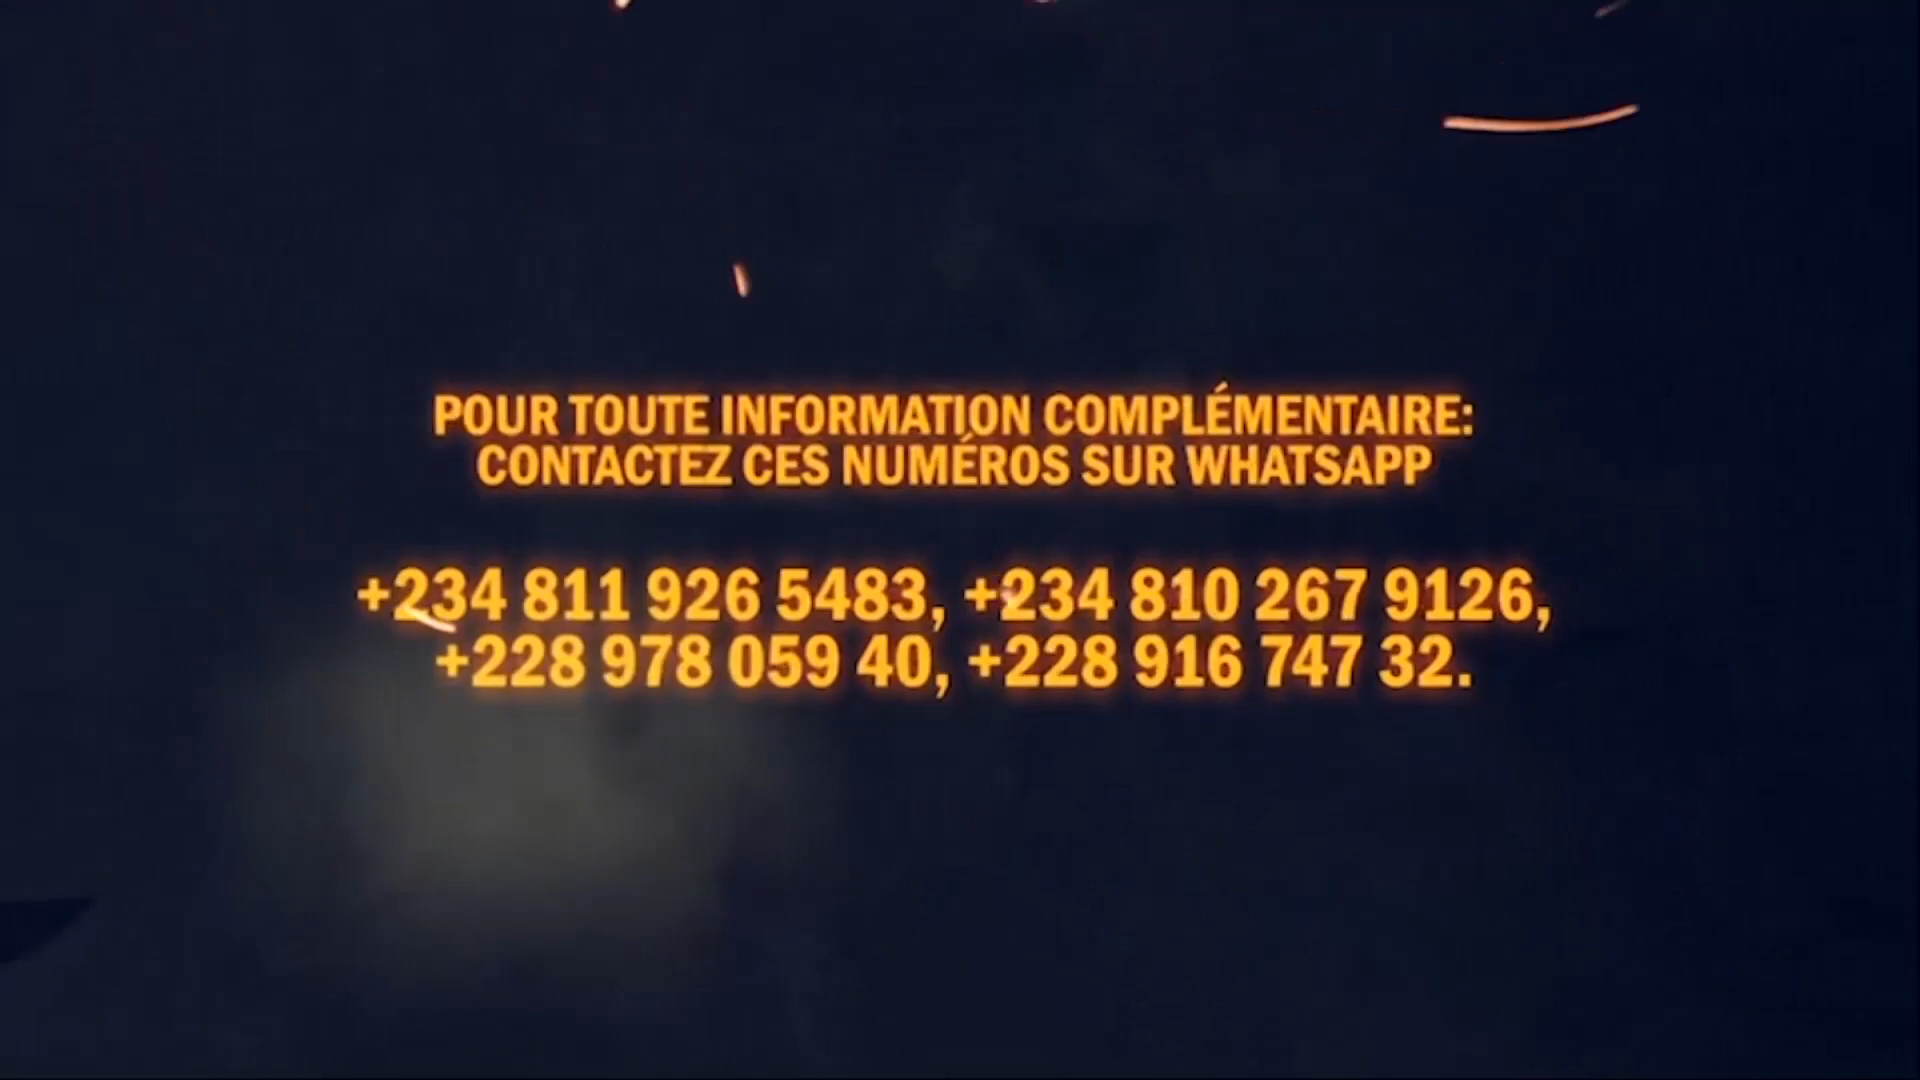 POUR TOUTE INFORMATION COMPLÉMENTAIRE:
CONTACTEZ CES NUMÉROS SUR WHATSAPP
+234 811 926 5483, +234 810 267 9126,
+228 978 059 40, +228 916 747 32.